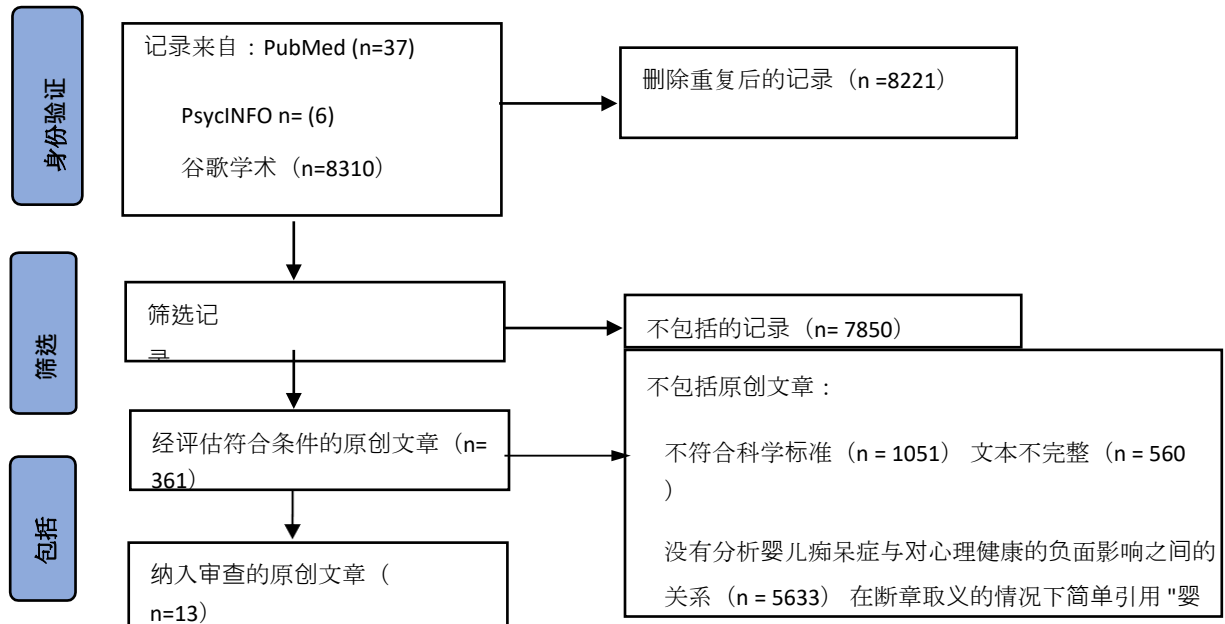 身份验证
记录来自：PubMed (n=37)
PsycINFO n= (6)
谷歌学术（n=8310）
删除重复后的记录（n =8221）
筛选
筛选记
录
不包括的记录（n= 7850）
经评估符合条件的原创文章（n=
361）
不包括原创文章：
不符合科学标准（n = 1051） 文本不完整（n = 560
）
没有分析婴儿痴呆症与对心理健康的负面影响之间的
关系（n = 5633） 在断章取义的情况下简单引用 "婴
包括
纳入审查的原创文章（
n=13）